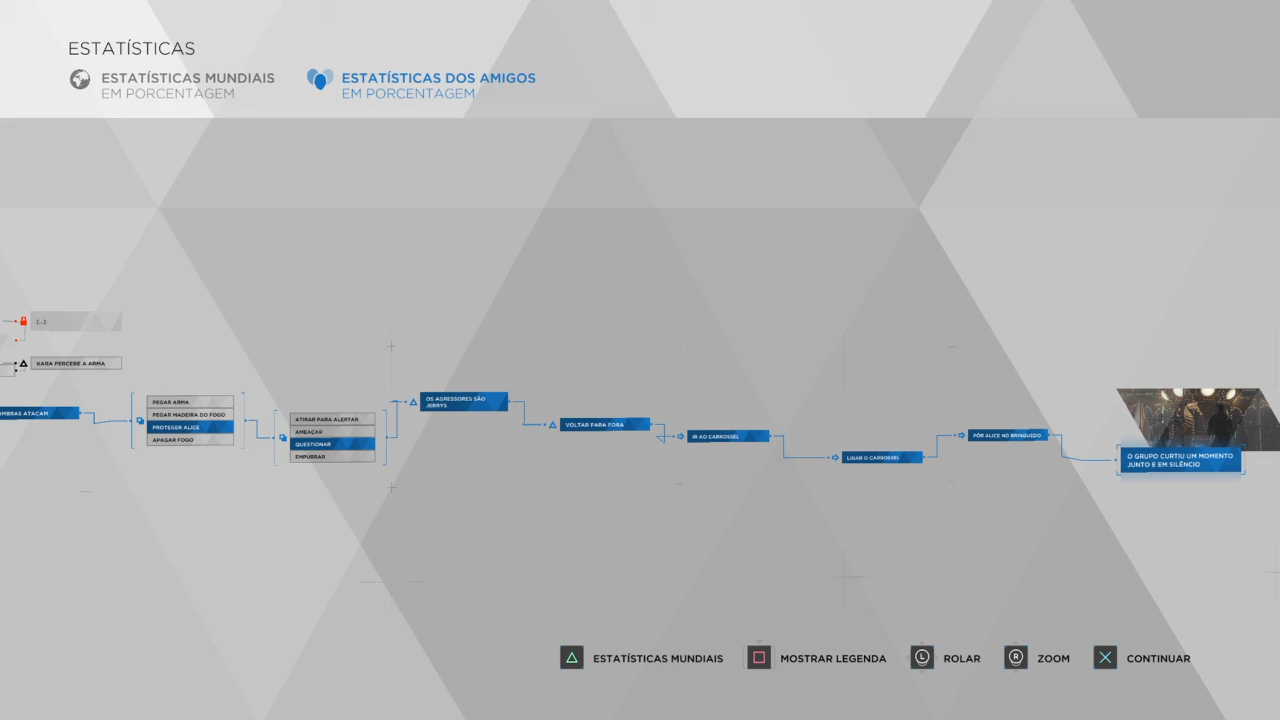 ESTATÍSTICAS
ESTATÍSTICAS MUNDIAIS
EM PORCENTAGEM
ESTATÍSTICAS DOS AMIGOS
EM PORCENTAGEM
[...]
KARA PERCEBE A ARMA
OMBRAS ATACAM
PEGAR ARMA
PEGAR MADEIRA DO FOGO
PROTEGER ALICE
APAGAR FOGO
ATIRAR PARA ALERTAR
AMEAÇAR
QUESTIONAR
EMPURRAR
OS AGRESSORES SÃO
JERRYS
VOLTAR PARA FORA
IR AO CARROSSEL
LIGAR O CARROSSEL
PÔR ALICE NO BRINQUEDO
O GRUPO CURTIU UM MOMENTO
JUNTO E EM SILÊNCIO
ESTATÍSTICAS MUNDIAIS
MOSTRAR LEGENDA
L ROLAR
R ZOOM
CONTINUAR